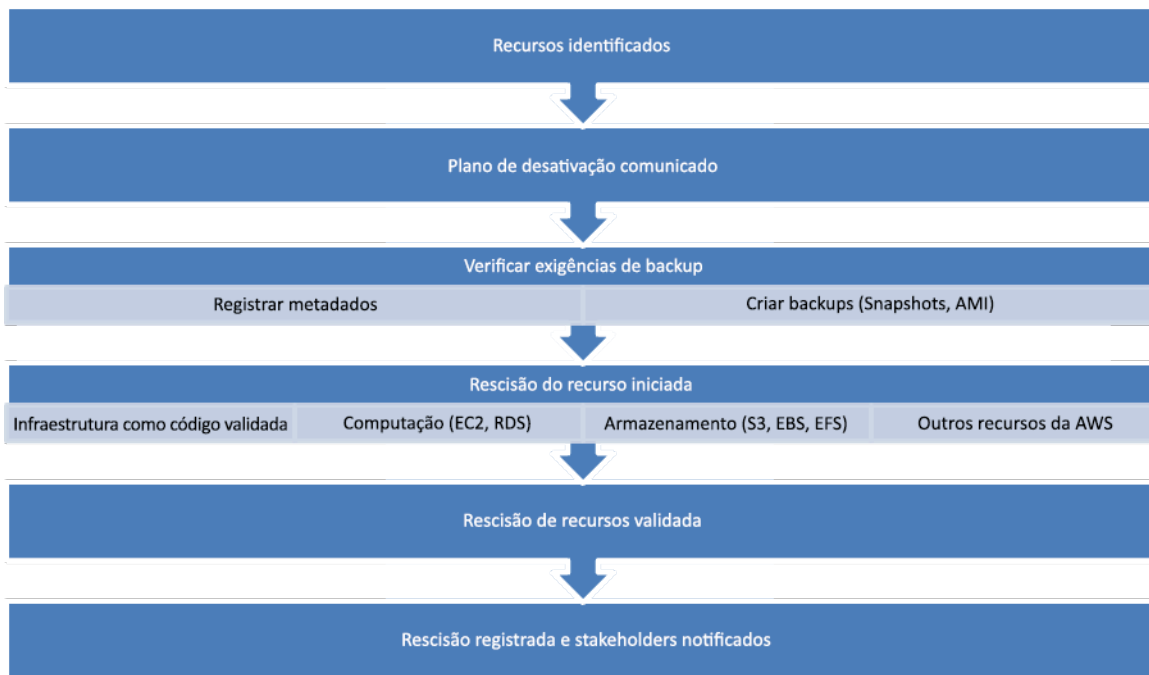 Recursos identificados
Plano de desativação comunicado
Verificar exigências de backup
Registrar metadados
Criar backups (Snapshots, AMI)
Rescisão do recurso iniciada
Infraestrutura como código validada
Computação (EC2, RDS)
Armazenamento (S3, EBS, EFS)
Outros recursos da AWS
Rescisão de recursos validada
Rescisão registrada e stakeholders notificados